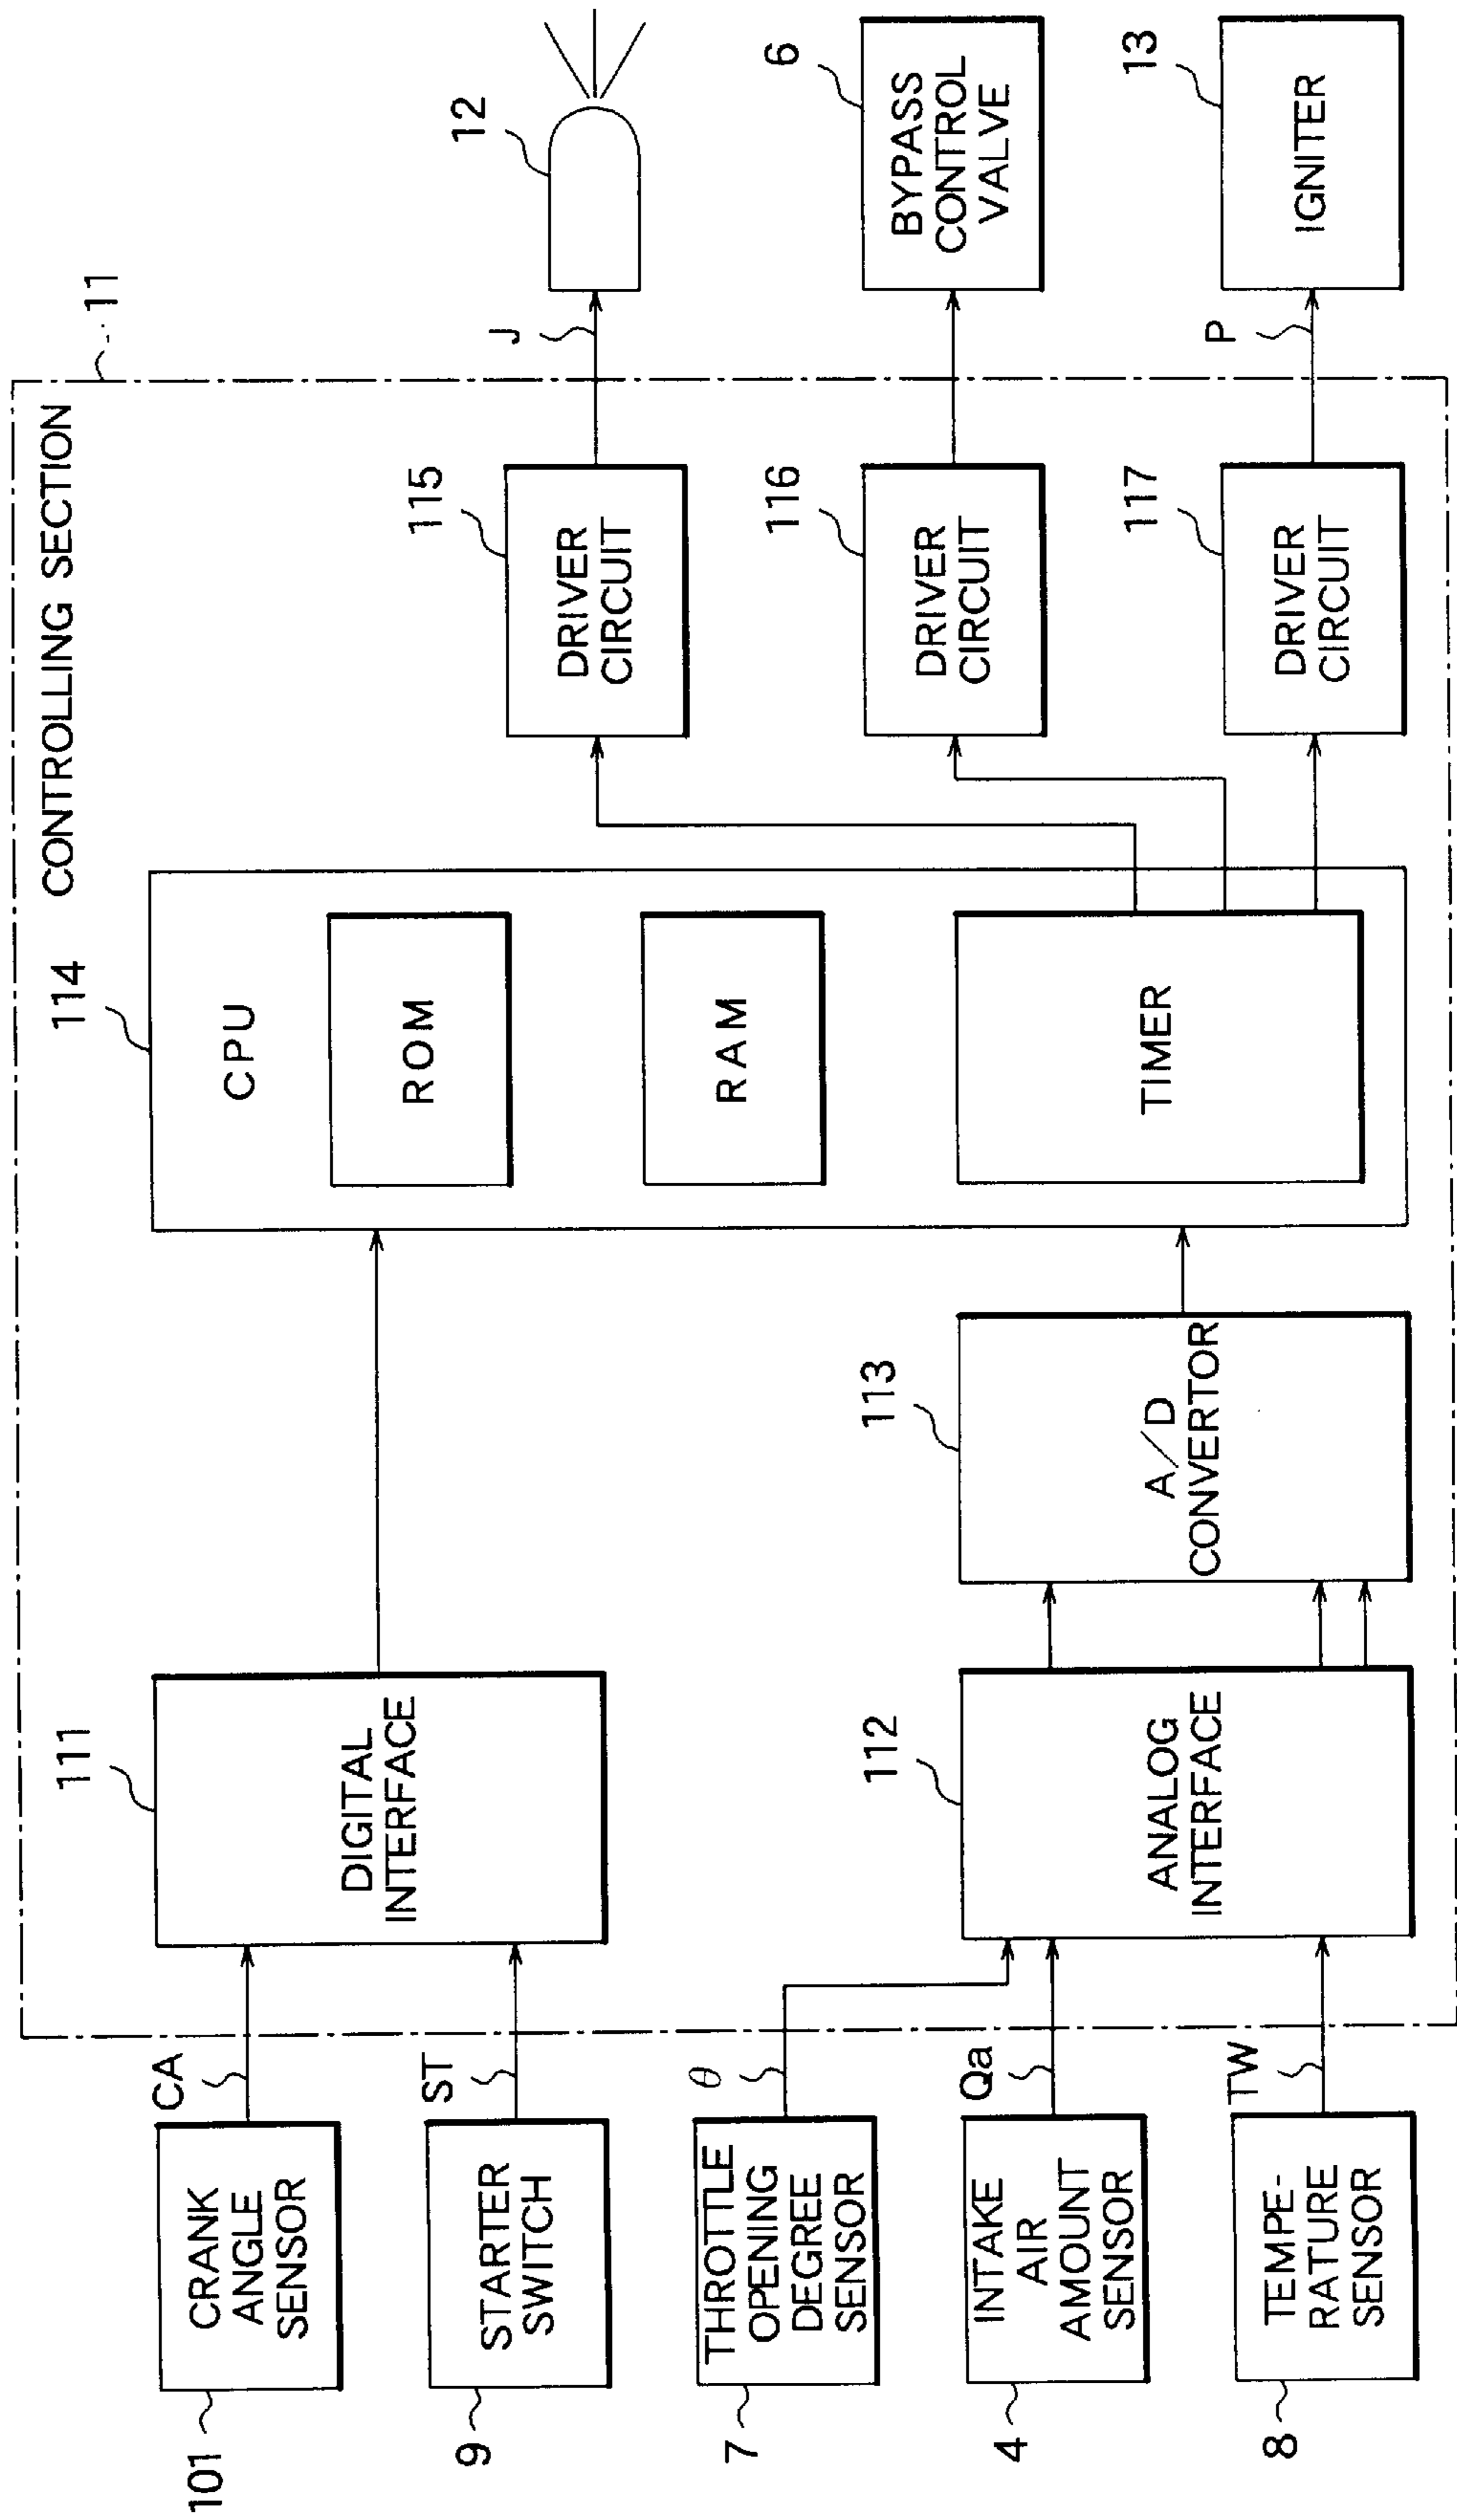 CONTROLLING SECTION
11
101
CRANK
ANGLE
SENSOR
CA
9
STARTER
SWITCH
ST
7
THROTTLE
OPENING
DEGREE
SENSOR
θ
4
INTAKE
AIR
AMOUNT
SENSOR
Qa
8
TEMPE-
RATURE
SENSOR
TW
111
DIGITAL
INTERFACE
112
ANALOG
INTERFACE
113
A/D
CONVERTOR
114
CPU
ROM
RAM
TIMER
115
DRIVER
CIRCUIT
J
12
116
DRIVER
CIRCUIT
6
BYPASS
CONTROL
VALVE
117
DRIVER
CIRCUIT
P
13
IGNITER